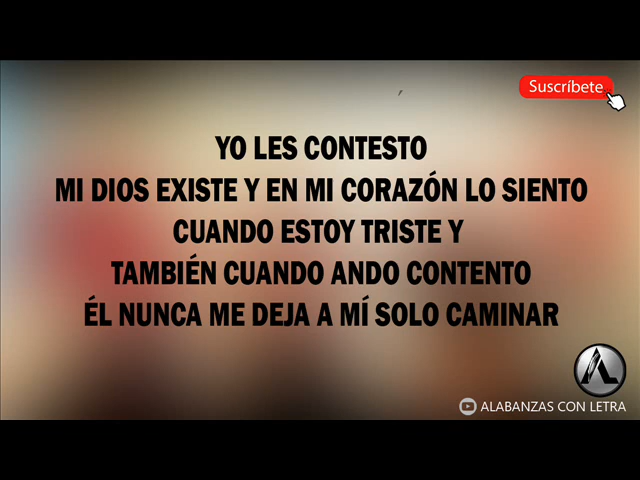 Suscríbete
YO LES CONTESTO
MI DIOS EXISTE Y EN MI CORAZÓN LO SIENTO
CUANDO ESTOY TRISTE Y
TAMBIÉN CUANDO ANDO CONTENTO
ÉL NUNCA ME DEJA A MÍ SOLO CAMINAR
ALABANZAS CON LETRA